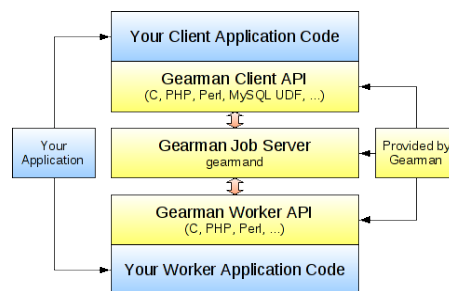 Your Client Application Code
Gearman Client API
(C, PHP, Perl, MySQL UDF, ...)
Your
Application
Gearman Job Server
gearmand
Provided by
Gearman
Gearman Worker API
(C, PHP, Perl, ...)
Your Worker Application Code